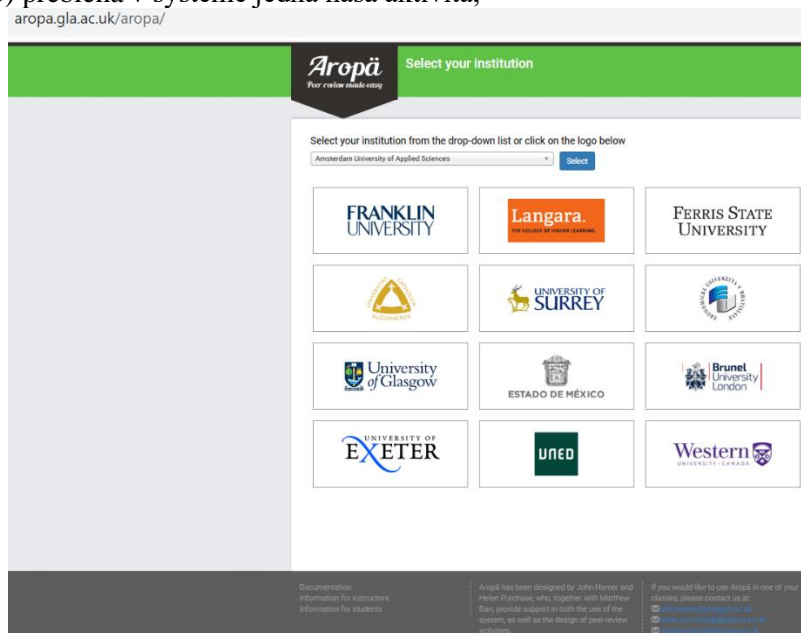 prebieha v systéme jedna naša aktivita,
aropa.gla.ac.uk/aropa/
Aropä
Peer review made easy
Select your institution
Select your institution from the drop-down list or click on the logo below
Amsterdam University of Applied Sciences
Select
FRANKLIN
UNIVERSITY
Langara.
THE COLLEGE OF HIGHER LEARNING.
FERRIS STATE
UNIVERSITY
UNIVERSITY OF
SURREY
University
of Glasgow
ESTADO DE MÉXICO
Brunel
University
London
UNIVERSITY OF
EXETER
UNED
Western
UNIVERSITY · CANADA
Documentation
Information for instructors
Information for students
Aropä has been designed by John Hamer and
Helen Purchase, who, together with Matthew
Barr, provide support in both the use of the
system, as well as the design of peer-review
activities.
If you would like to use Aropä in one of your
classes, please contact us at: